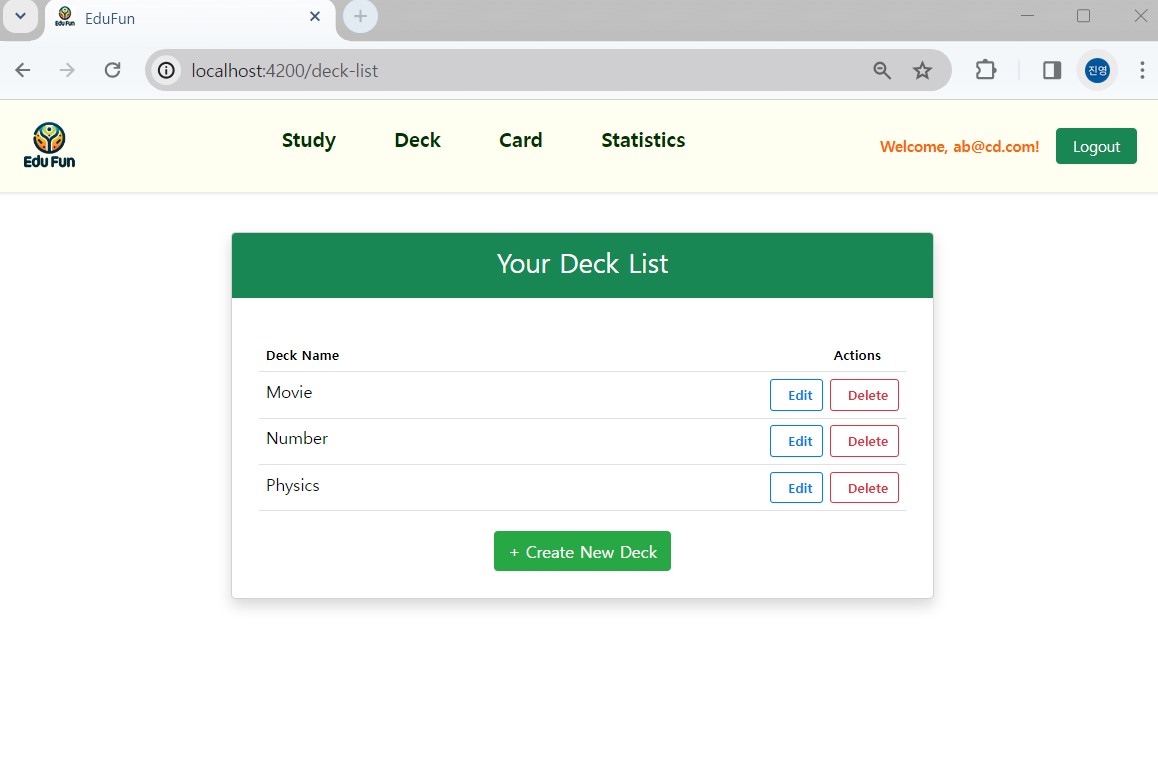 EduFun
localhost:4200/deck-list
진영
Edu Fun
Study Deck Card Statistics
Welcome, ab@cd.com! Logout
Your Deck List
Deck Name Actions
Movie Edit Delete
Number Edit Delete
Physics Edit Delete
+ Create New Deck